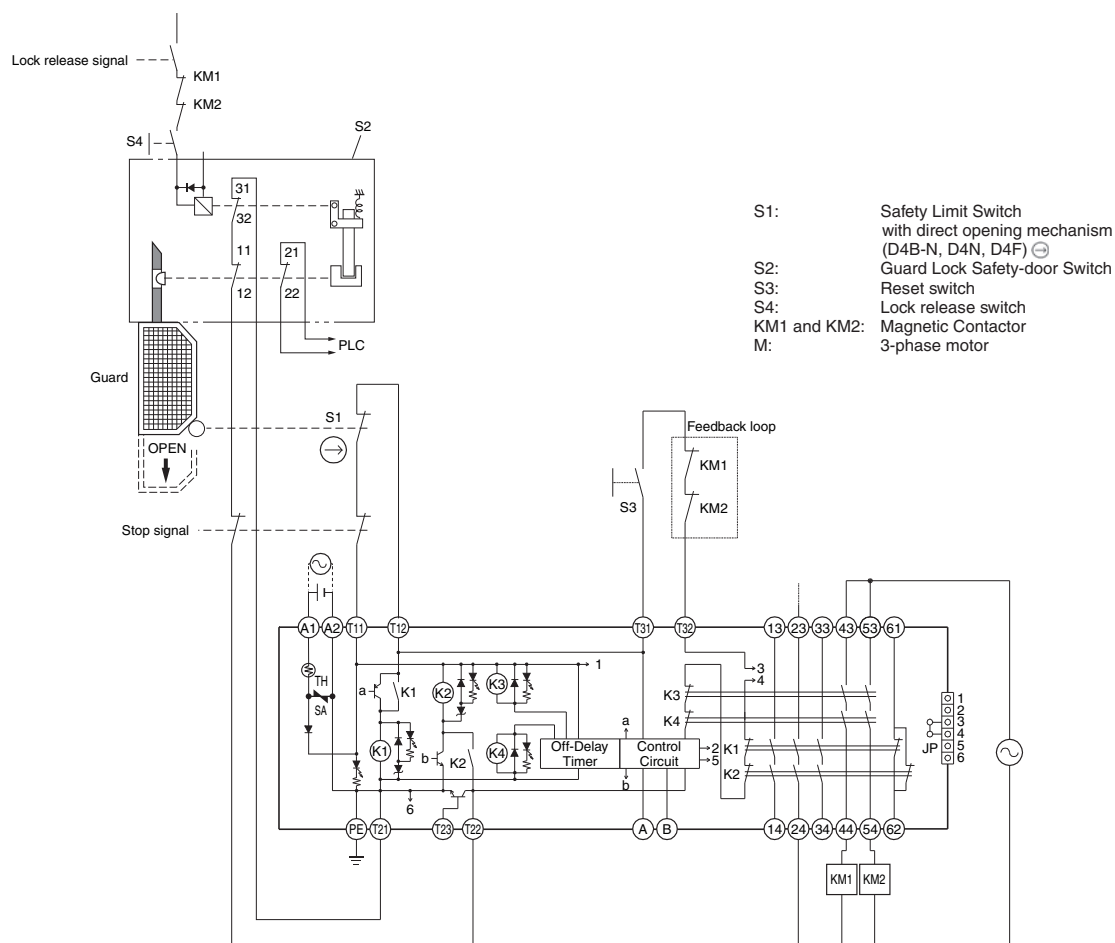 Lock release signal
KM1
KM2
S4
S2
31
32
11
12
21
22
PLC
Guard
OPEN
S1:
Safety Limit Switch
with direct opening mechanism
(D4B-N, D4N, D4F)
S2:
Guard Lock Safety-door Switch
S3:
Reset switch
S4:
Lock release switch
KM1 and KM2:
Magnetic Contactor
M:
3-phase motor
S1
Feedback loop
KM1
KM2
S3
Stop signal
A1 A2 T11 T12 T31 T32 13 23 33 43 53 61
1
3
4
TH
SA
a
K1
K2
K3
K3
K4
a
K1
b
K2
K4
Off-Delay
Timer
Control
Circuit
2
5
b
6
K1
K2
JP
1
2
3
4
5
6
PE T21 T23 T22 A B 14 24 34 44 54 62
KM1 KM2